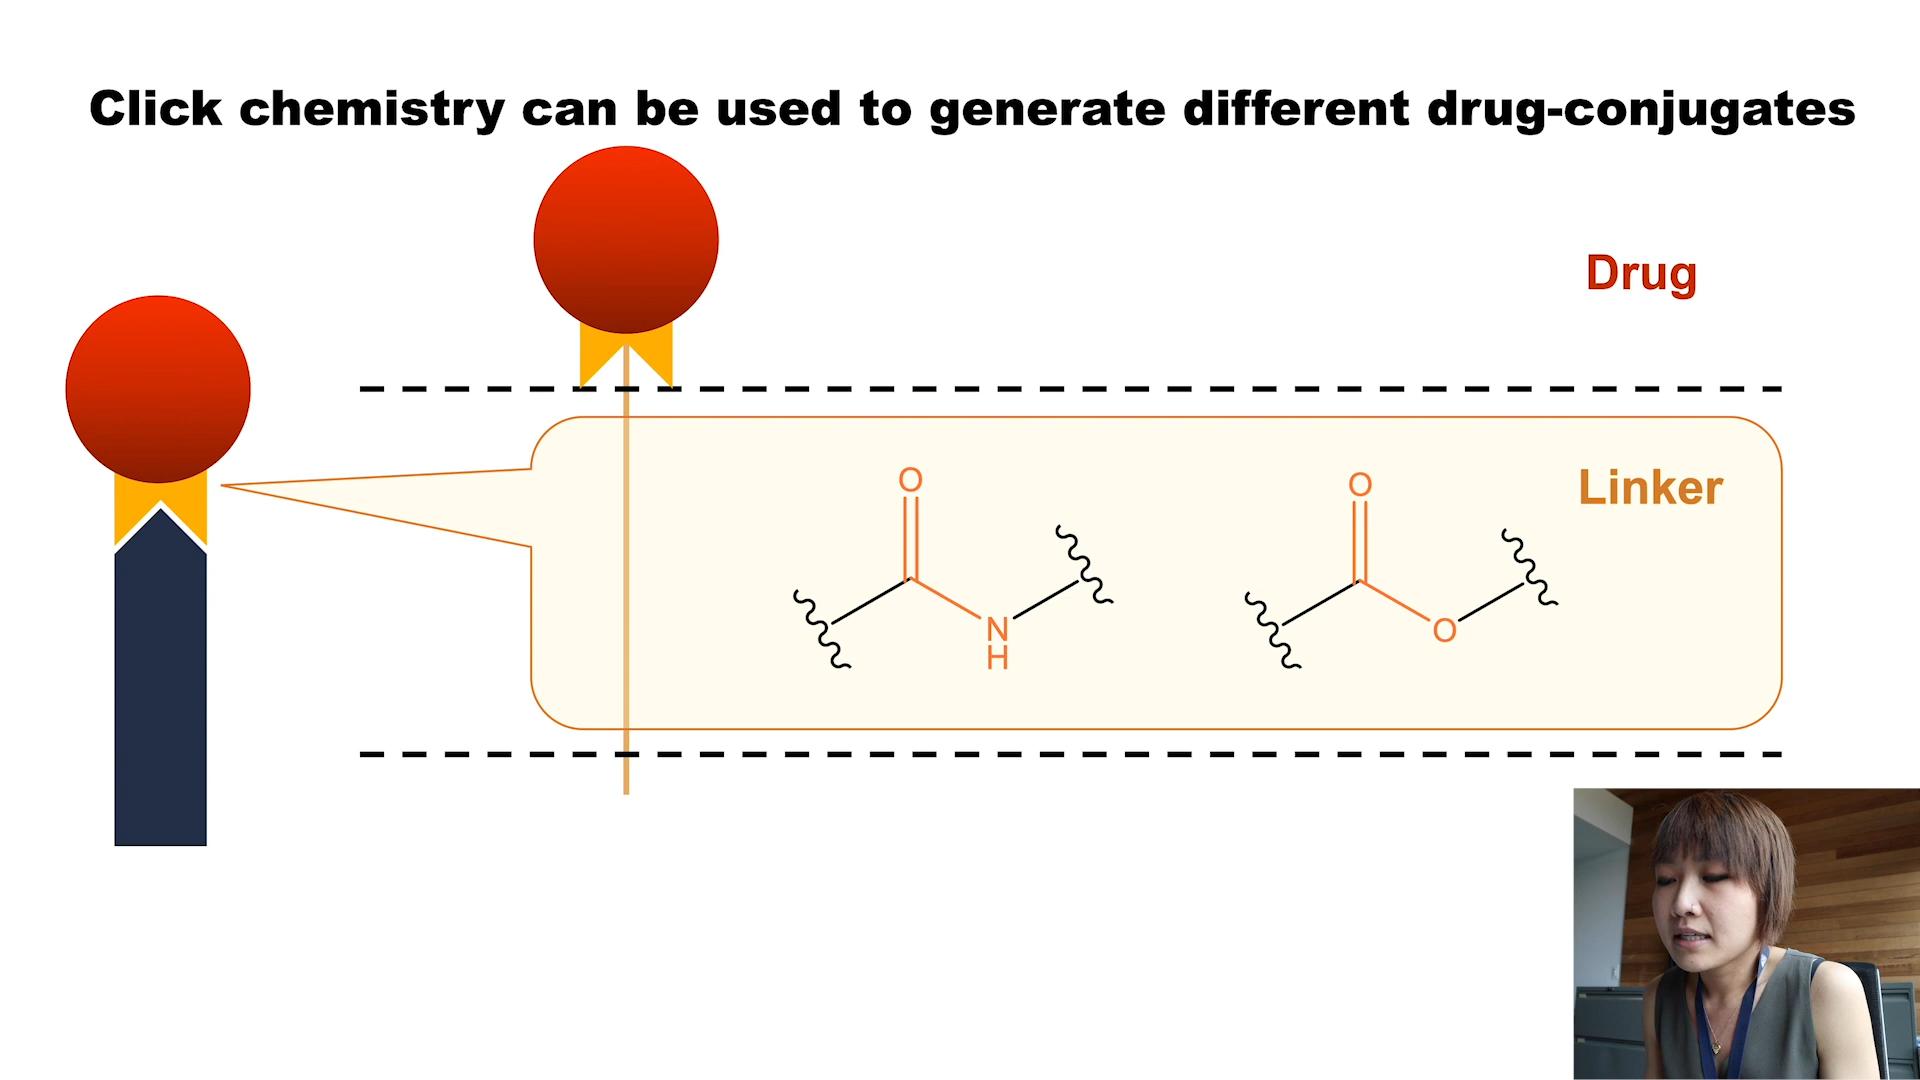 Click chemistry can be used to generate different drug-conjugates
Drug
Linker
O
N
H
O
O